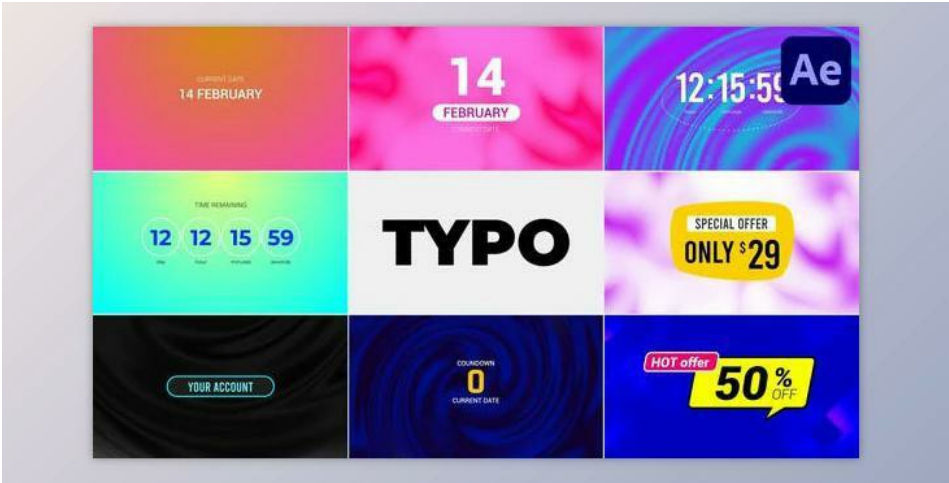 CURRENT DATE
14 FEBRUARY
14
FEBRUARY
CURRENT DATE
12:15:59
Ae
TIME REMAINING
12 12 15 59
TYPO
SPECIAL OFFER
ONLY $29
YOUR ACCOUNT
COUNDOWN
0
CURRENT DATE
HOT offer
50% OFF